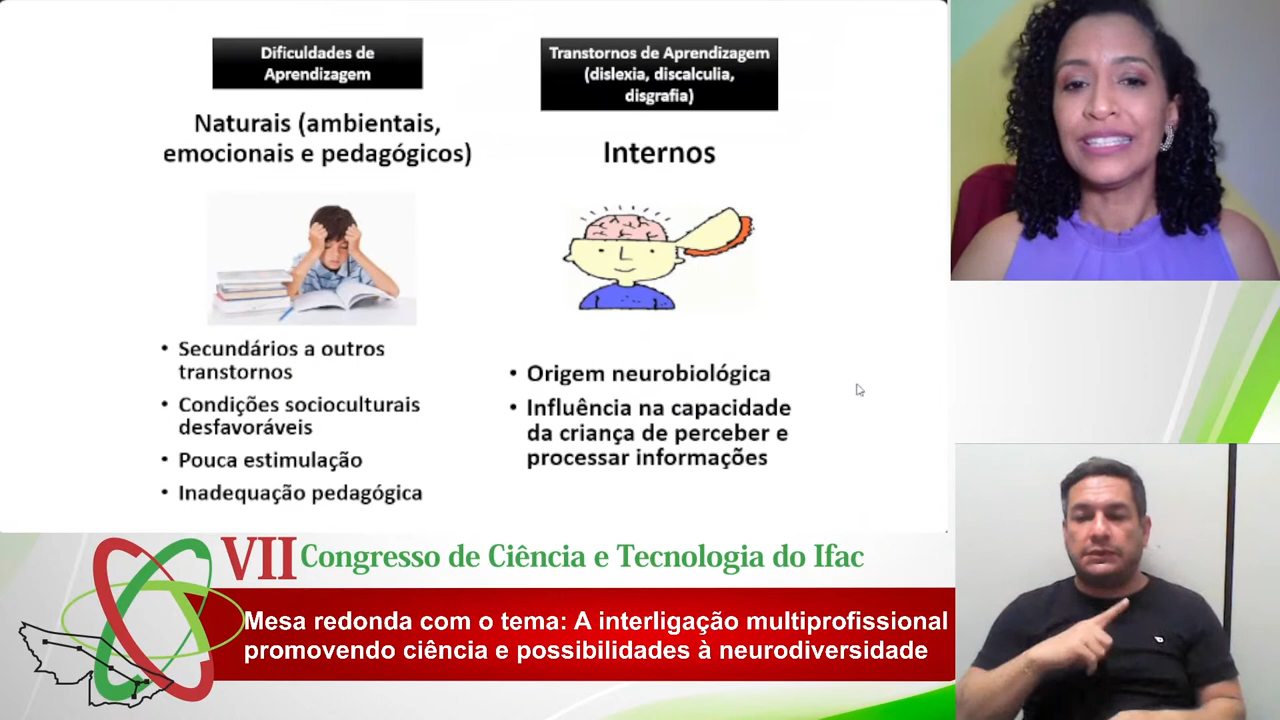 Dificuldades de
Aprendizagem
Naturais (ambientais,
emocionais e pedagógicos)
• Secundários a outros
transtornos
• Condições socioculturais
desfavoráveis
• Pouca estimulação
• Inadequação pedagógica
Transtornos de Aprendizagem
(dislexia, discalculia,
disgrafia)
Internos
• Origem neurobiológica
• Influência na capacidade
da criança de perceber e
processar informações
VII Congresso de Ciência e Tecnologia do Ifac
Mesa redonda com o tema: A interligação multiprofissional
promovendo ciência e possibilidades à neurodiversidade